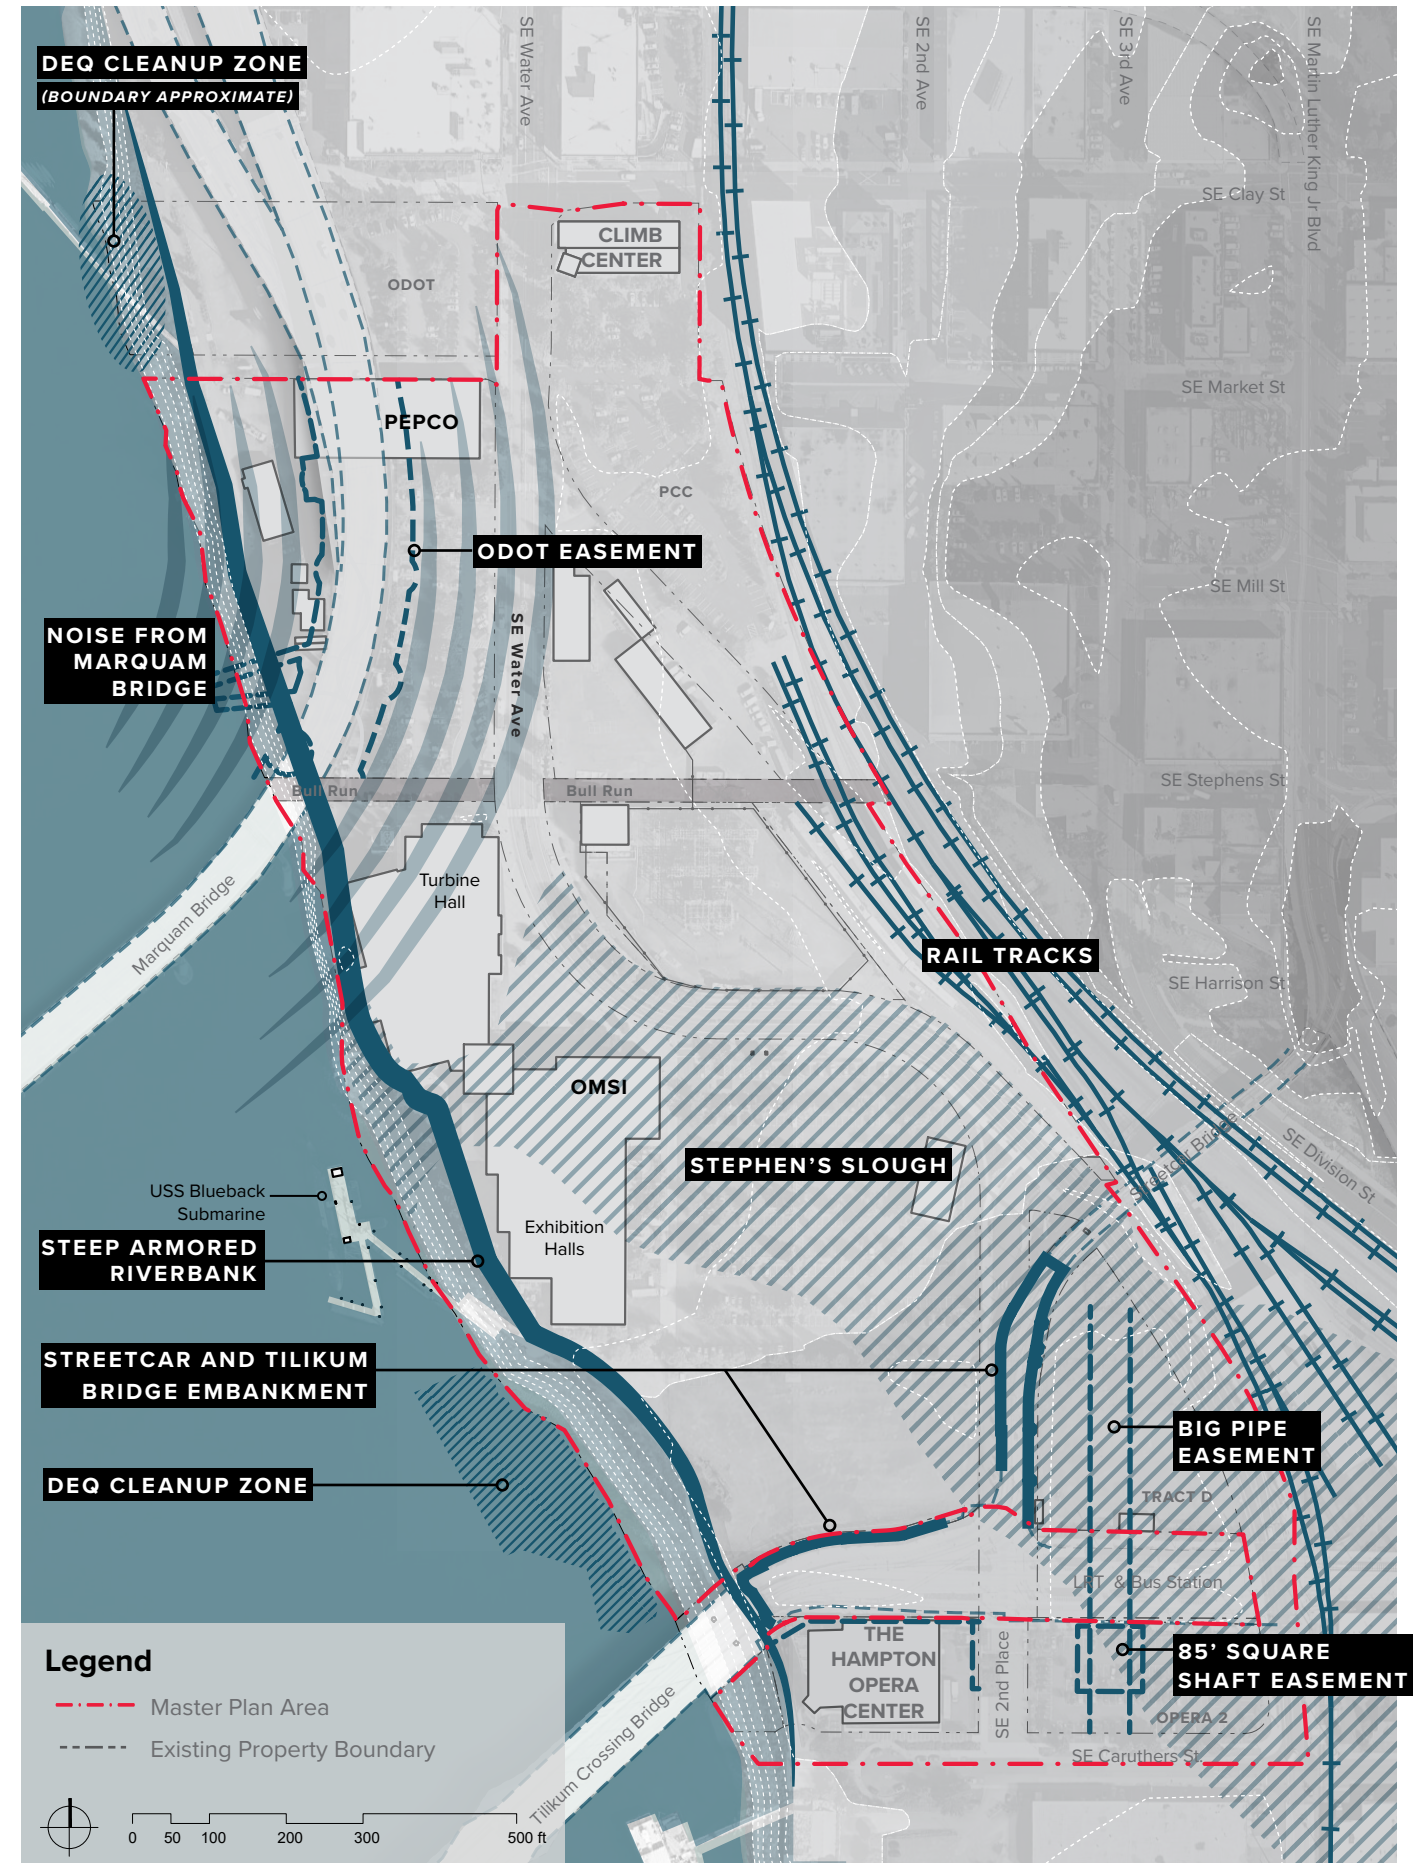 DEQ CLEANUP ZONE
(BOUNDARY APPROXIMATE)
SE Water Ave
SE 2nd Ave
SE 3rd Ave
SE Martin Luther King Jr Blvd
SE Clay St
CLIMB
CENTER
ODOT
SE Market St
PEPCO
PCC
ODOT EASEMENT
SE Mill St
NOISE FROM
MARQUAM
BRIDGE
SE Water Ave
SE Stephens St
Bull Run
Bull Run
Turbine
Hall
Marquam Bridge
RAIL TRACKS
SE Harrison St
OMSI
STEPHEN'S SLOUGH
Streetcar Bridge
SE Division St
USS Blueback
Submarine
Exhibition
Halls
STEEP ARMORED
RIVERBANK
STREETCAR AND TILIKUM
BRIDGE EMBANKMENT
BIG PIPE
EASEMENT
DEQ CLEANUP ZONE
TRACT D
LRT & Bus Station
THE
HAMPTON
OPERA
CENTER
SE 2nd Place
85' SQUARE
SHAFT EASEMENT
OPERA 2
SE Caruthers St.
Tilikum Crossing Bridge
Legend
Master Plan Area
Existing Property Boundary
0 50 100 200 300 500 ft